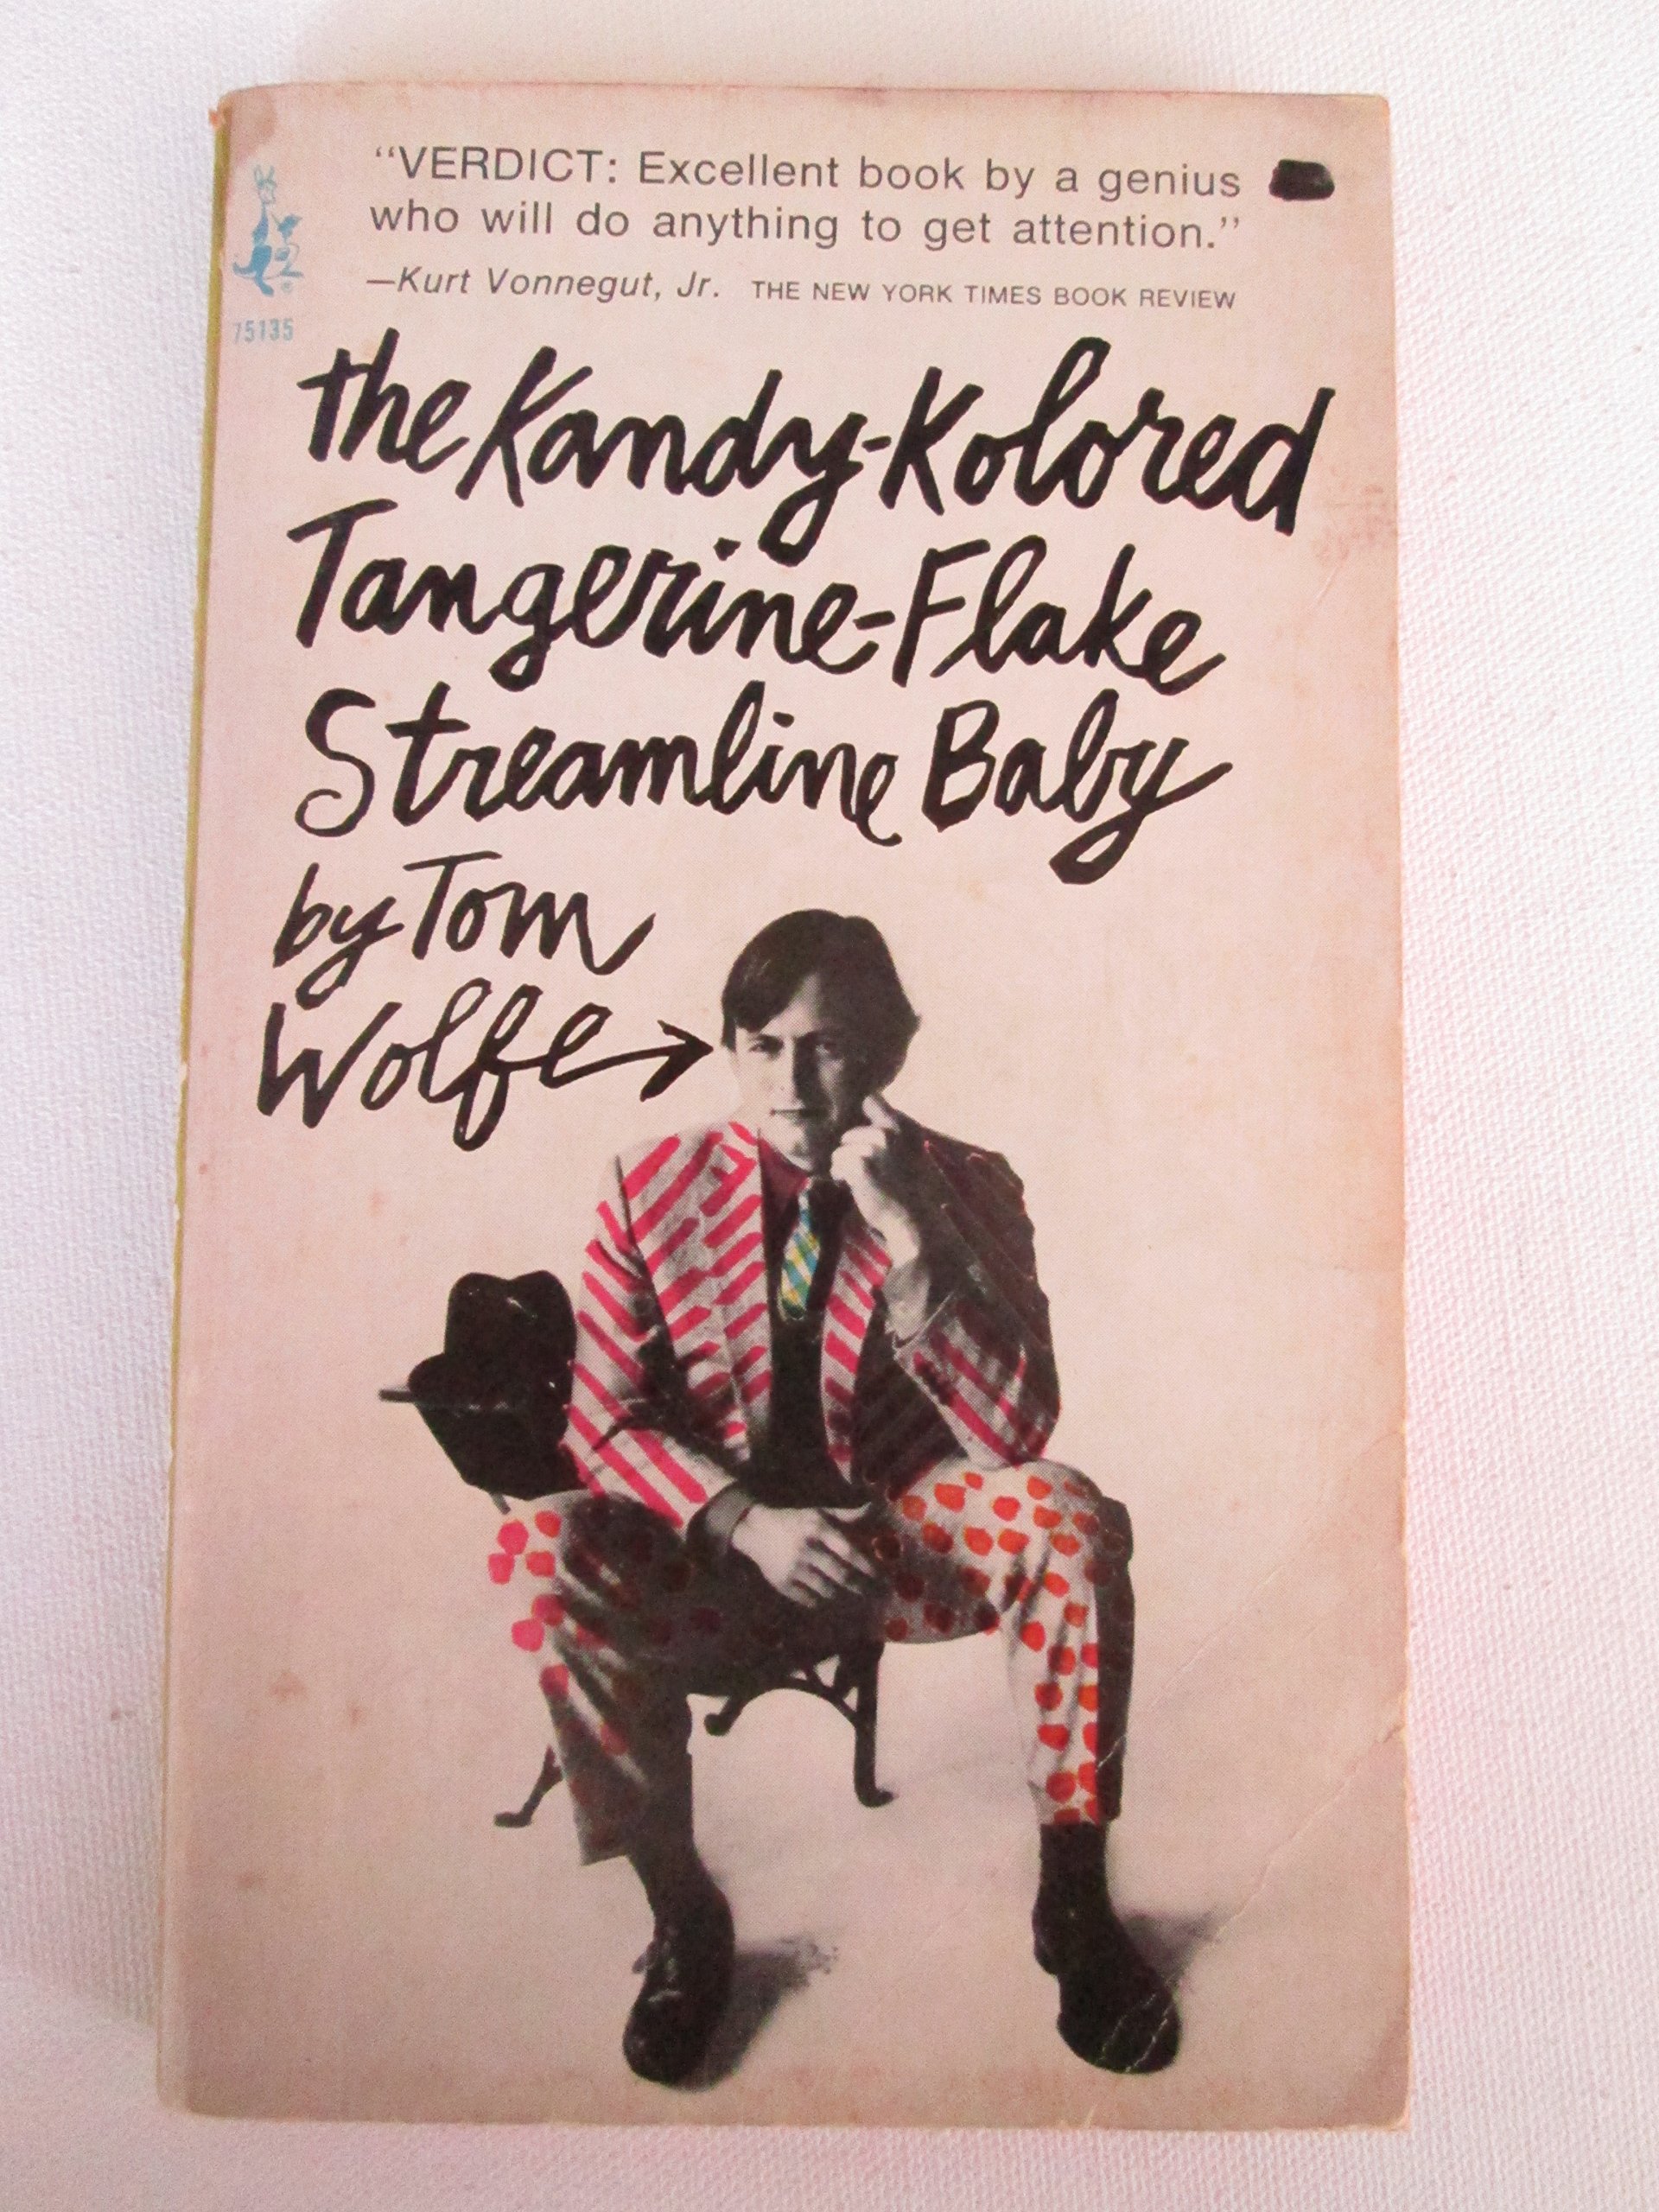 "VERDICT: Excellent book by a genius
who will do anything to get attention."
—Kurt Vonnegut, Jr. THE NEW YORK TIMES BOOK REVIEW
75135
the Kandy-Kolored
Tangerine-Flake
Streamline Baby
by Tom
Wolfe